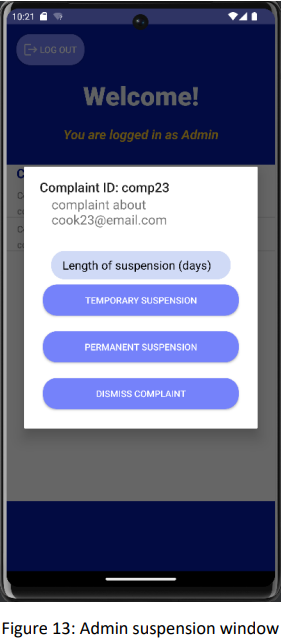 10:21
LOG OUT
Welcome!
You are logged in as Admin
Complaint ID: comp23
complaint about
cook23@email.com
Length of suspension (days)
TEMPORARY SUSPENSION
PERMANENT SUSPENSION
DISMISS COMPLAINT
Figure 13: Admin suspension window